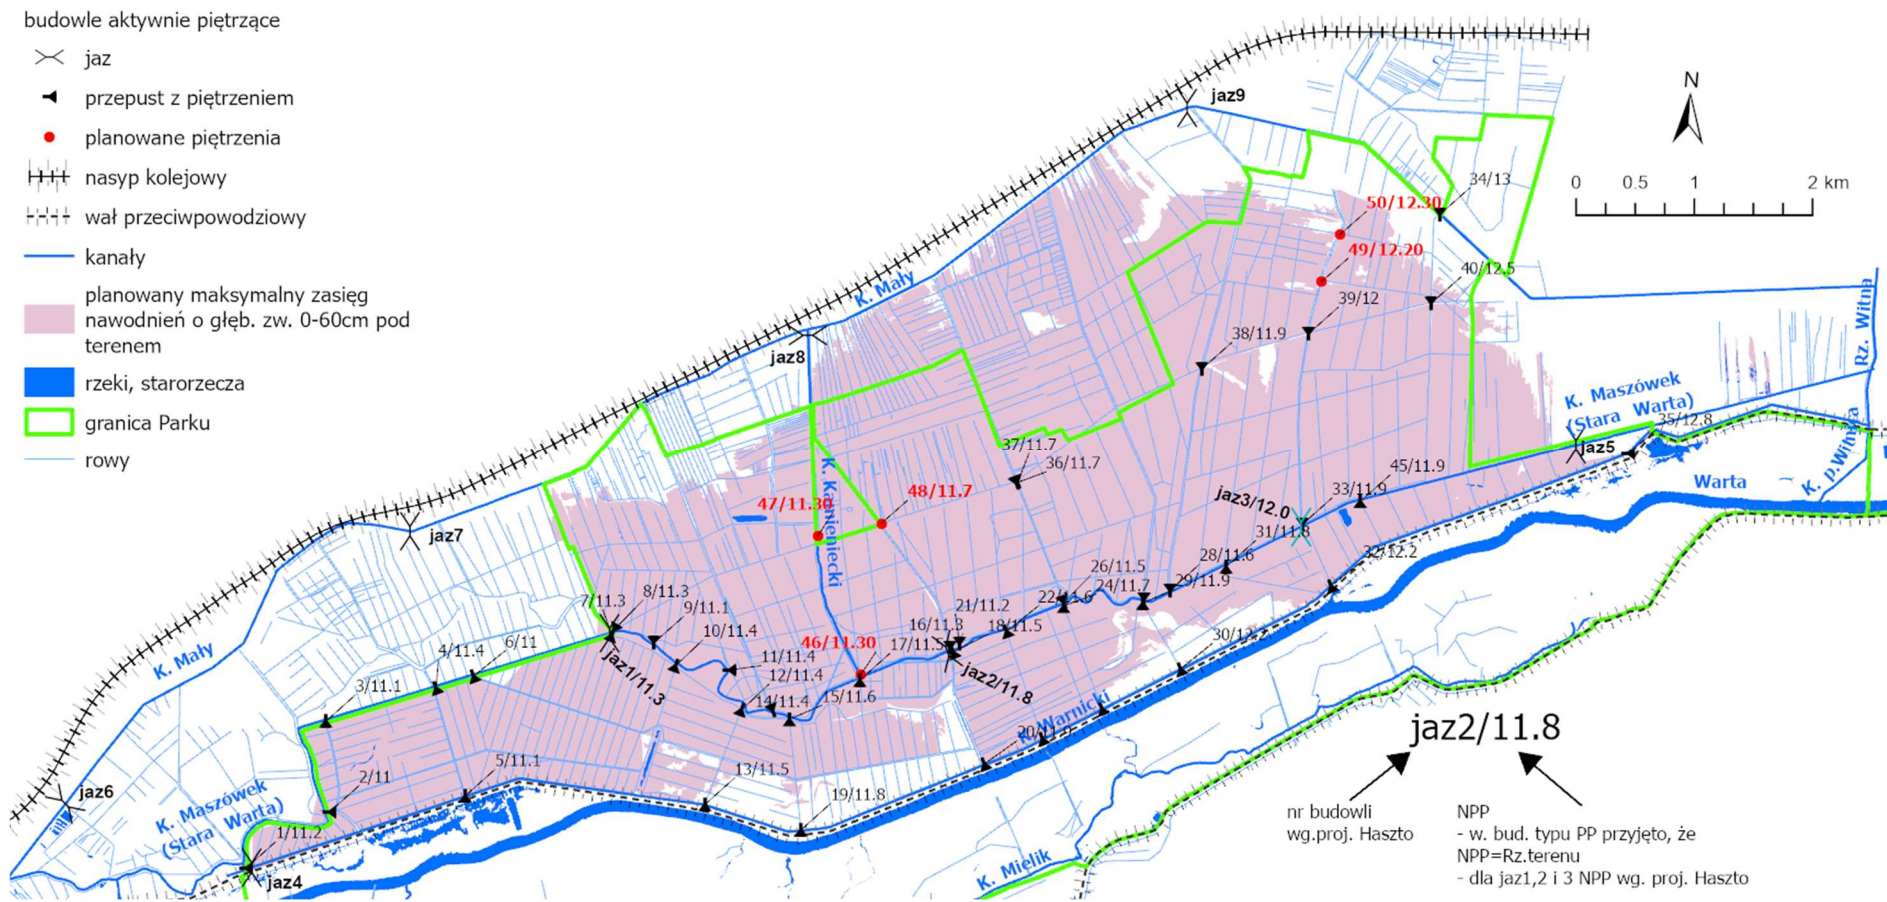 budowle aktywnie piętrzące
jaz
przepust z piętrzeniem
planowane piętrzenia
nasyp kolejowy
wał przeciwpowodziowy
kanały
planowany maksymalny zasięg
nawodnień o głęb. zw. 0-60cm pod
terenem
rzeki, starorzecza
granica Parku
rowy
N
0 0.5 1 2 km
jaz9
34/13
50/12.30
49/12.20
40/12.5
39/12
38/11.9
K. Mały
jaz8
Rz. Witna
K. Maszówek
(Stara Warta)
35/12.8
jaz5
K. p.Witnica
Warta
37/11.7
36/11.7
45/11.9
33/11.9
jaz3/12.0
31/11.8
32/12.2
48/11.7
47/11.30
K. Kamieniecki
jaz7
28/11.6
26/11.5
24/11.7
29/11.9
22/11.6
21/11.2
18/11.5
16/11.3
17/11.5
46/11.30
jaz2/11.8
30/12.2
8/11.3
7/11.3
9/11.1
10/11.4
11/11.4
12/11.4
14/11.4
15/11.6
jaz1/11.3
6/11
4/11.4
3/11.1
K. Mały
K. Warnicki
5/11.1
13/11.5
19/11.8
2/11
jaz6
K. Maszówek
(Stara Warta)
1/11.2
jaz4
K. Mielik
jaz2/11.8
nr budowli
wg.proj. Haszto
NPP
- w. bud. typu PP przyjęto, że
NPP=Rz.terenu
- dla jaz1,2 i 3 NPP wg. proj. Haszto